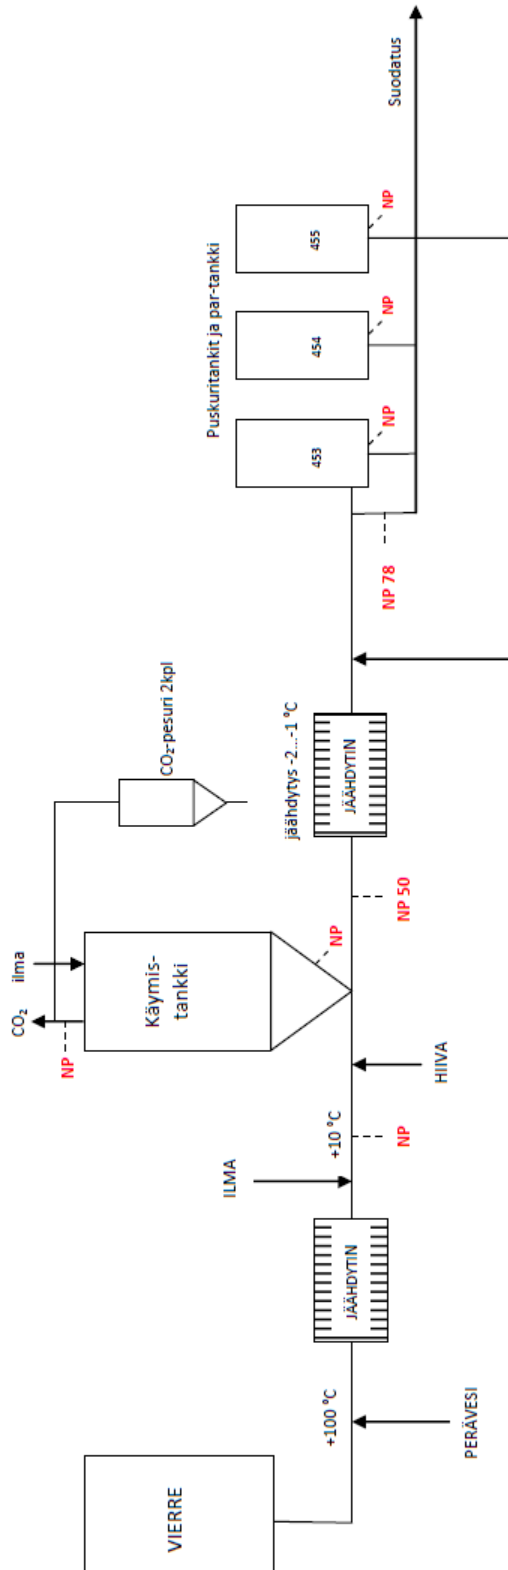 VIERRE
+100 °C
PERÄVESI
JÄÄHDYTIN
ILMA
+10 °C
NP
HIIVA
CO₂
ilma
NP
Käymis-
tankki
NP
NP 50
CO₂-pesuri 2kpl
jäähdytys -2...-1 °C
JÄÄHDYTIN
NP 78
Puskuritankit ja par-tankki
453
NP
454
NP
455
NP
Suodatus